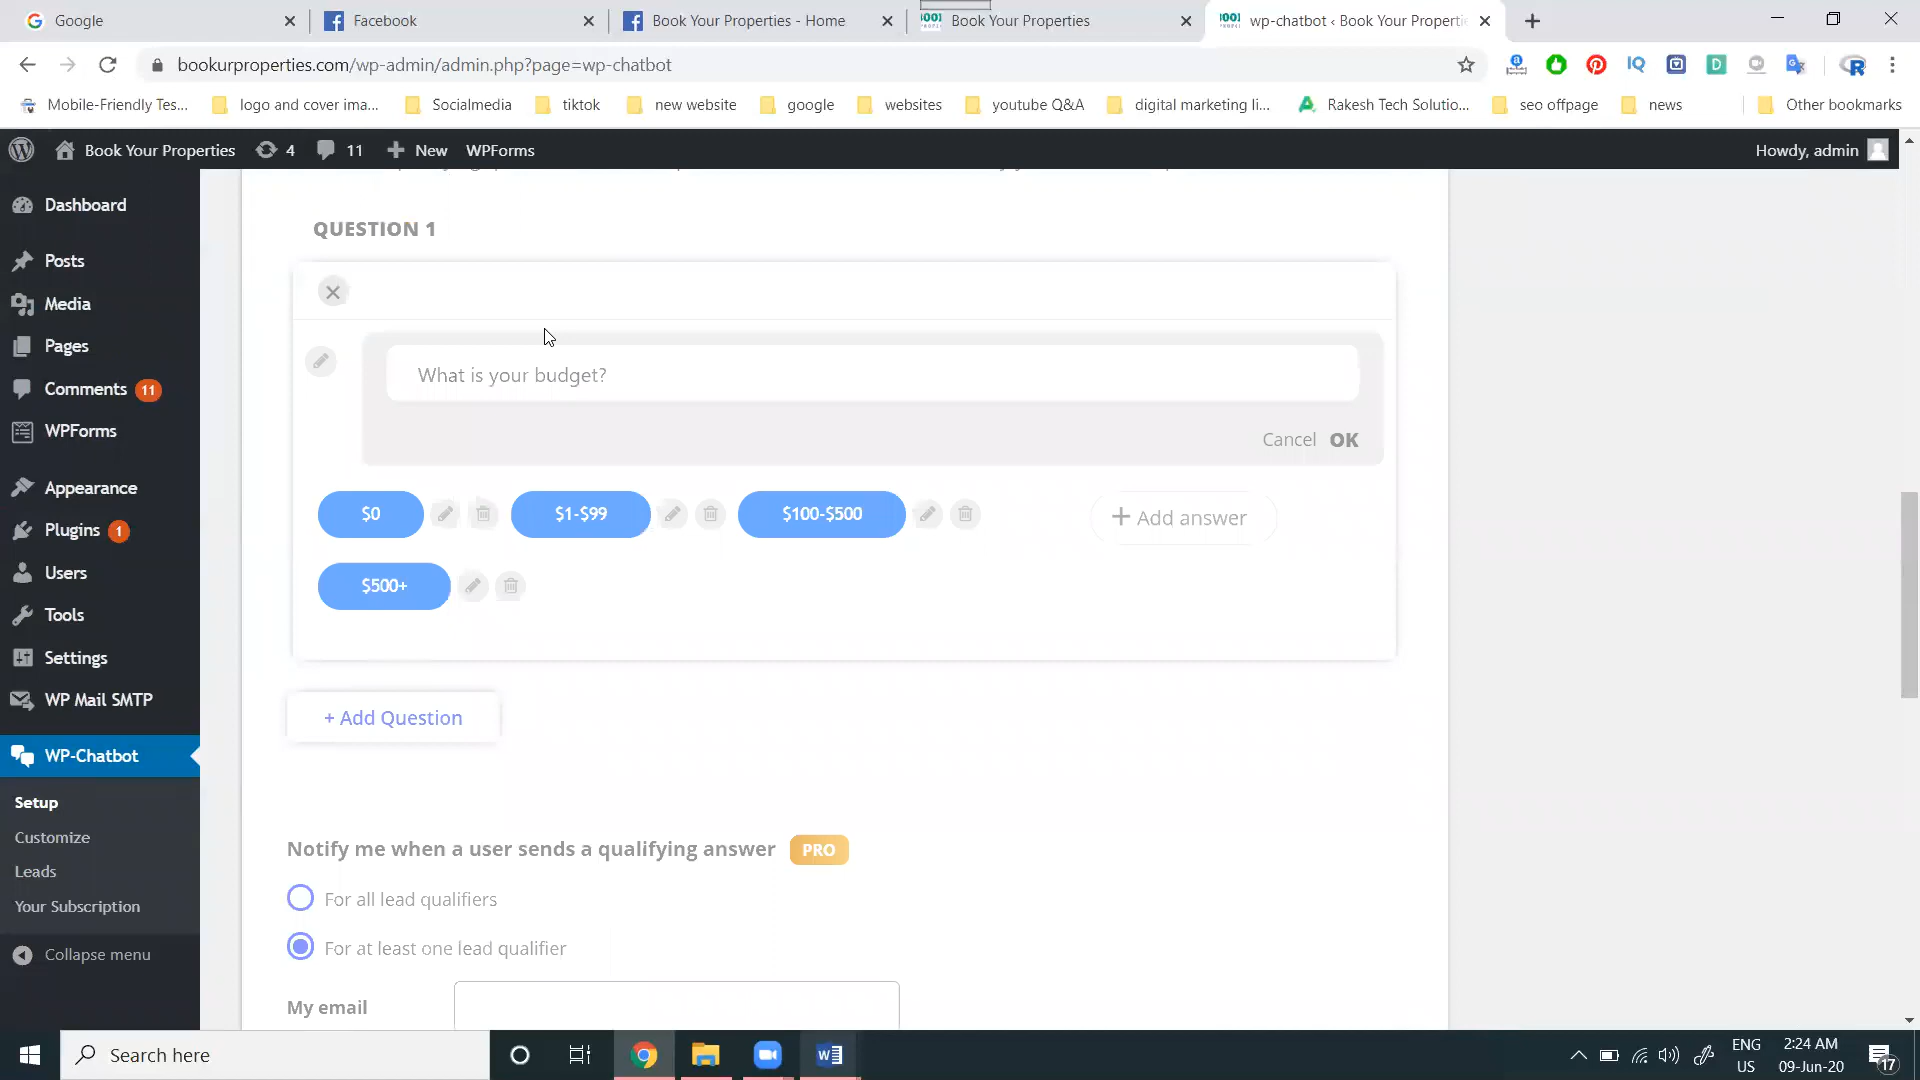 Google
Facebook
Book Your Properties - Home
Book Your Properties
wp-chatbot ‹ Book Your Properti
bookurproperties.com/wp-admin/admin.php?page=wp-chatbot
Mobile-Friendly Tes...
logo and cover ima...
Socialmedia
tiktok
new website
google
websites
youtube Q&A
digital marketing li...
Rakesh Tech Solutio...
seo offpage
news
Other bookmarks
Book Your Properties
4
11
New
WPForms
Howdy, admin
Dashboard
Posts
Media
Pages
Comments 11
WPForms
Appearance
Plugins 1
Users
Tools
Settings
WP Mail SMTP
WP-Chatbot
Setup
Customize
Leads
Your Subscription
Collapse menu
QUESTION 1
What is your budget?
Cancel OK
$0
$1-$99
$100-$500
+ Add answer
$500+
+ Add Question
Notify me when a user sends a qualifying answer PRO
For all lead qualifiers
For at least one lead qualifier
My email
Search here
ENG
US
2:24 AM
09-Jun-20
17